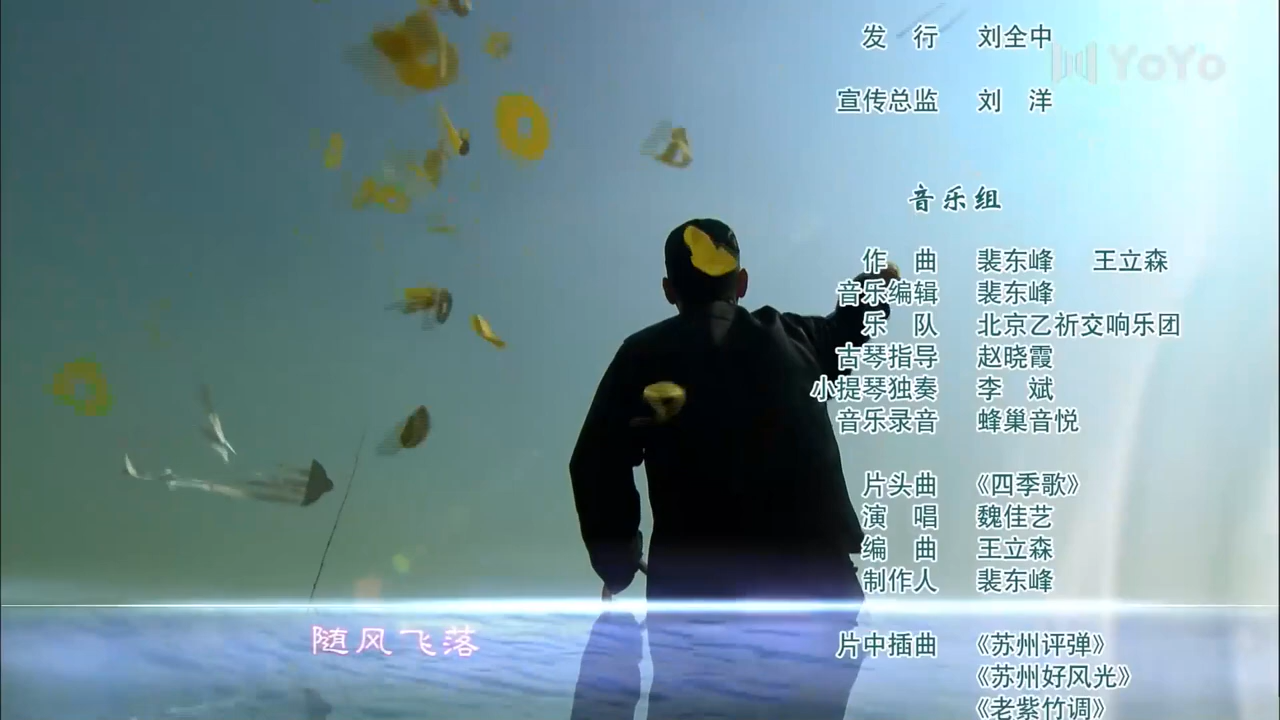 发 行 刘全中
YoYo
宣传总监 刘 洋
音乐组
作 曲 裴东峰 王立森
音乐编辑 裴东峰
乐 队 北京乙祈交响乐团
古琴指导 赵晓霞
小提琴独奏 李 斌
音乐录音 蜂巢音悦
片头曲 《四季歌》
演 唱 魏佳艺
编 曲 王立森
制作人 裴东峰
随风飞落
片中插曲 《苏州评弹》
《苏州好风光》
《老紫竹调》